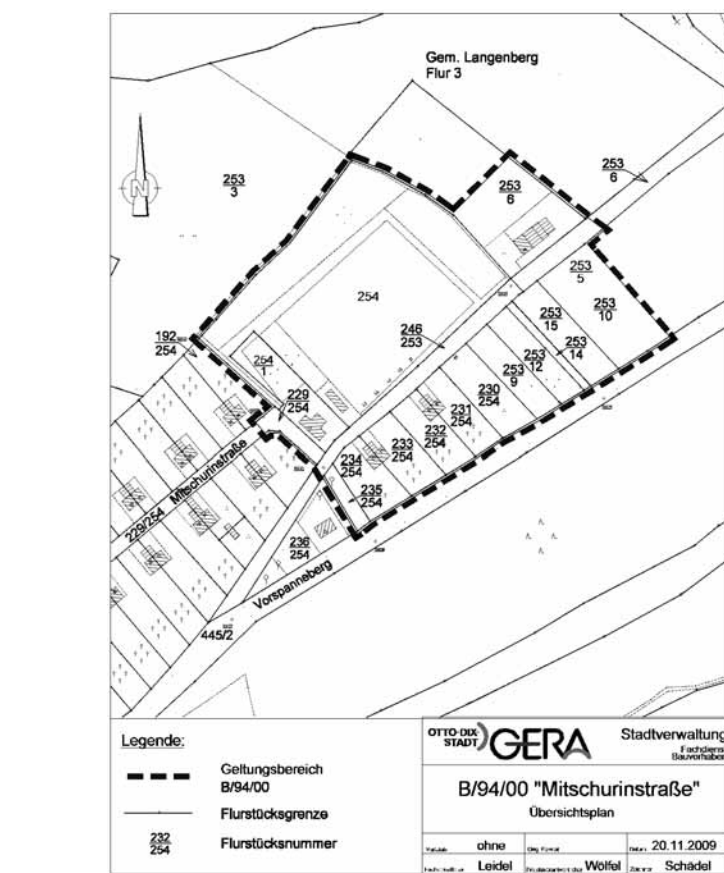 Gem. Langenberg
Flur 3
253
6
253
3
253
6
253
5
254
253
10
246
253
253
15
192
254
253
14
254
1
253
12
253
9
229
254
230
254
231
254
232
254
233
254
234
254
235
254
Mitschurinstraße
229/254
236
254
Vorspanneberg
445/2
N
Legende:
Geltungsbereich
B/94/00
Flurstücksgrenze
232
254
Flurstücksnummer
OTTO-DIX-
STADT
GERA
Stadtverwaltung
Fachdienst
Bauvorhaben
B/94/00 "Mitschurinstraße"
Übersichtsplan
ohne
20.11.2009
Leidel
Wölfel
Schädel